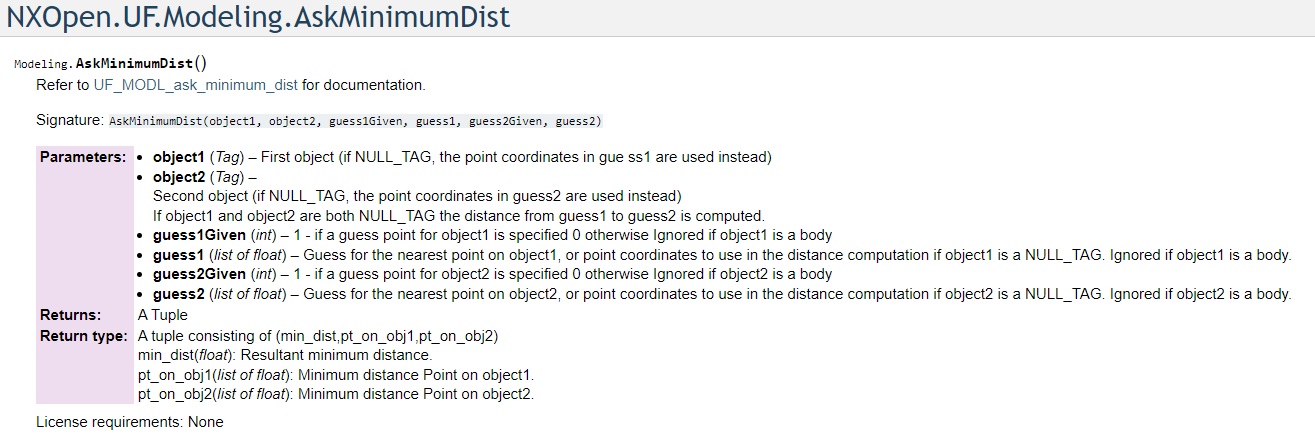 NXOpen.UF.Modeling.AskMinimumDist
Modeling.AskMinimumDist()
Refer to UF_MODL_ask_minimum_dist for documentation.
Signature: AskMinimumDist(object1, object2, guess1Given, guess1, guess2Given, guess2)
Parameters: • object1 (Tag) – First object (if NULL_TAG, the point coordinates in gue ss1 are used instead)
• object2 (Tag) –
Second object (if NULL_TAG, the point coordinates in guess2 are used instead)
If object1 and object2 are both NULL_TAG the distance from guess1 to guess2 is computed.
• guess1Given (int) – 1 - if a guess point for object1 is specified 0 otherwise Ignored if object1 is a body
• guess1 (list of float) – Guess for the nearest point on object1, or point coordinates to use in the distance computation if object1 is a NULL_TAG. Ignored if object1 is a body.
• guess2Given (int) – 1 - if a guess point for object2 is specified 0 otherwise Ignored if object2 is a body
• guess2 (list of float) – Guess for the nearest point on object2, or point coordinates to use in the distance computation if object2 is a NULL_TAG. Ignored if object2 is a body.
Returns: A Tuple
Return type: A tuple consisting of (min_dist,pt_on_obj1,pt_on_obj2)
min_dist(float): Resultant minimum distance.
pt_on_obj1(list of float): Minimum distance Point on object1.
pt_on_obj2(list of float): Minimum distance Point on object2.
License requirements: None